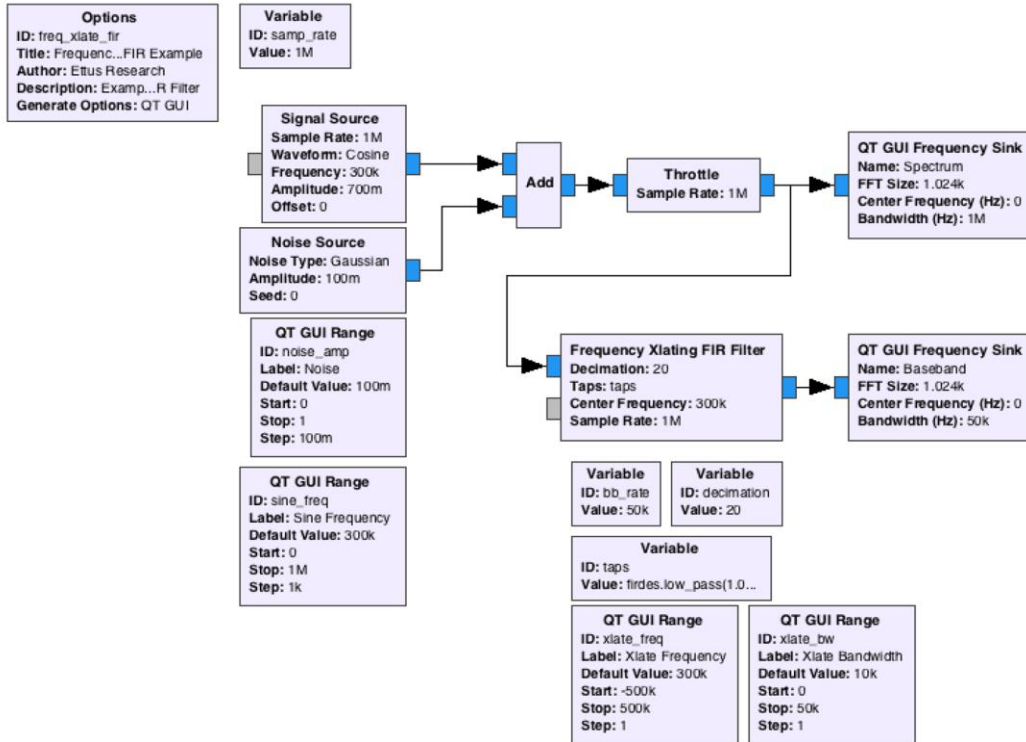 Options
ID: freq_xlate_fir
Title: Frequenc...FIR Example
Author: Ettus Research
Description: Examp...R Filter
Generate Options: QT GUI
Variable
ID: samp_rate
Value: 1M
Signal Source
Sample Rate: 1M
Waveform: Cosine
Frequency: 300k
Amplitude: 700m
Offset: 0
Add
Throttle
Sample Rate: 1M
QT GUI Frequency Sink
Name: Spectrum
FFT Size: 1.024k
Center Frequency (Hz): 0
Bandwidth (Hz): 1M
Noise Source
Noise Type: Gaussian
Amplitude: 100m
Seed: 0
QT GUI Range
ID: noise_amp
Label: Noise
Default Value: 100m
Start: 0
Stop: 1
Step: 100m
Frequency Xlating FIR Filter
Decimation: 20
Taps: taps
Center Frequency: 300k
Sample Rate: 1M
QT GUI Frequency Sink
Name: Baseband
FFT Size: 1.024k
Center Frequency (Hz): 0
Bandwidth (Hz): 50k
QT GUI Range
ID: sine_freq
Label: Sine Frequency
Default Value: 300k
Start: 0
Stop: 1M
Step: 1k
Variable
ID: bb_rate
Value: 50k
Variable
ID: decimation
Value: 20
Variable
ID: taps
Value: firdes.low_pass(1.0...
QT GUI Range
ID: xlate_freq
Label: Xlate Frequency
Default Value: 300k
Start: -500k
Stop: 500k
Step: 1
QT GUI Range
ID: xlate_bw
Label: Xlate Bandwidth
Default Value: 10k
Start: 0
Stop: 50k
Step: 1